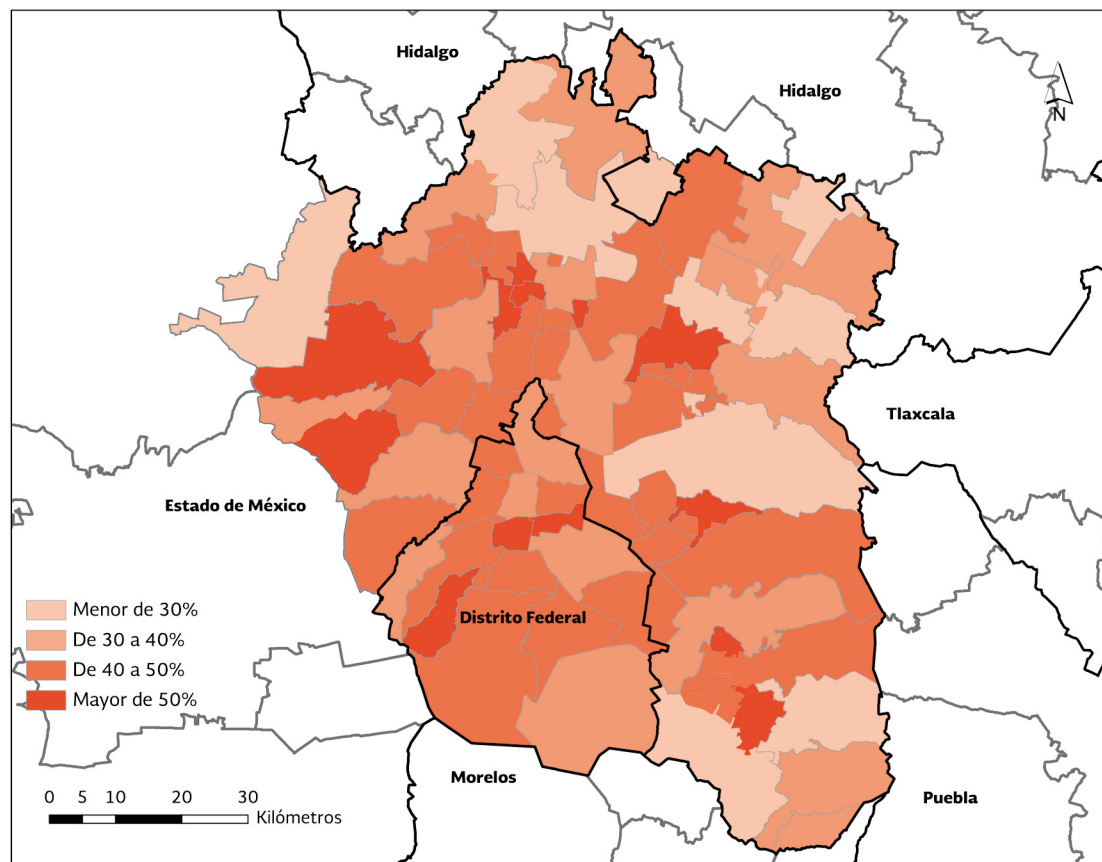 Hidalgo
Hidalgo
N
Tlaxcala
Estado de México
Menor de 30%
De 30 a 40%
De 40 a 50%
Mayor de 50%
Distrito Federal
Morelos
Puebla
0 5 10 20 30
Kilómetros